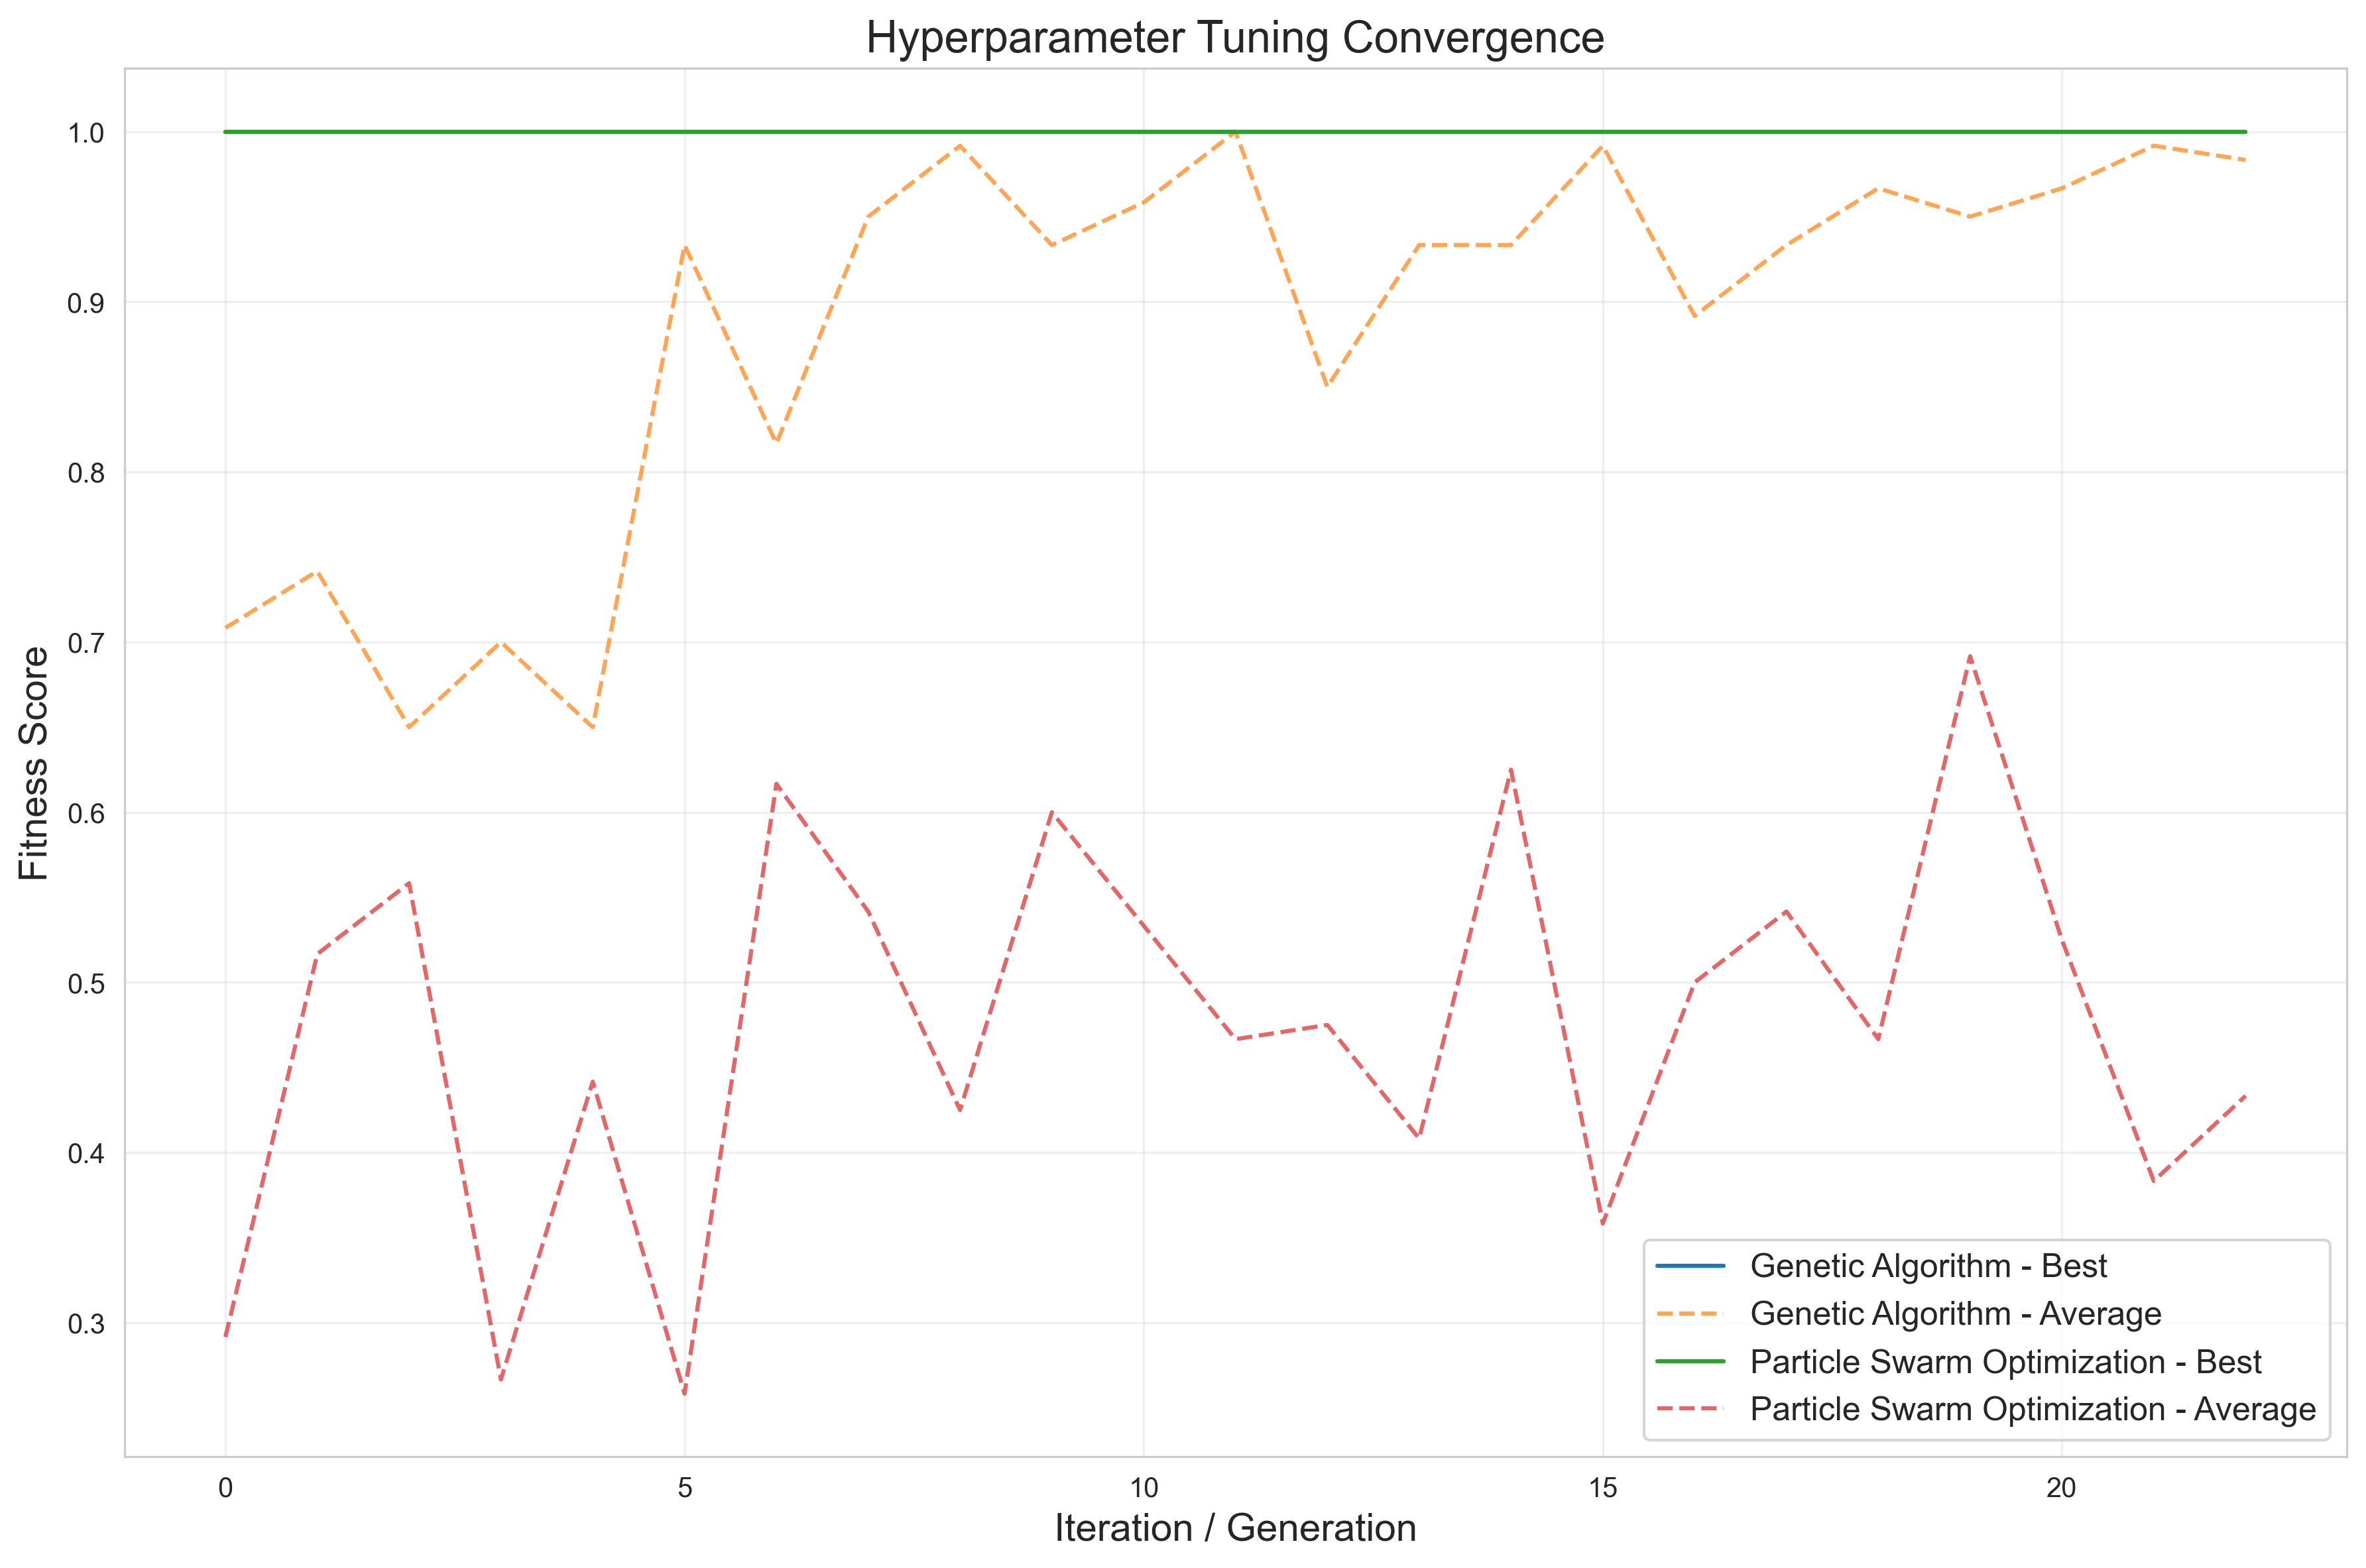 Hyperparameter Tuning Convergence
1.0
0.9
0.8
0.7
0.6
0.5
0.4
0.3
Fitness Score
0
5
10
15
20
Iteration / Generation
Genetic Algorithm - Best
Genetic Algorithm - Average
Particle Swarm Optimization - Best
Particle Swarm Optimization - Average